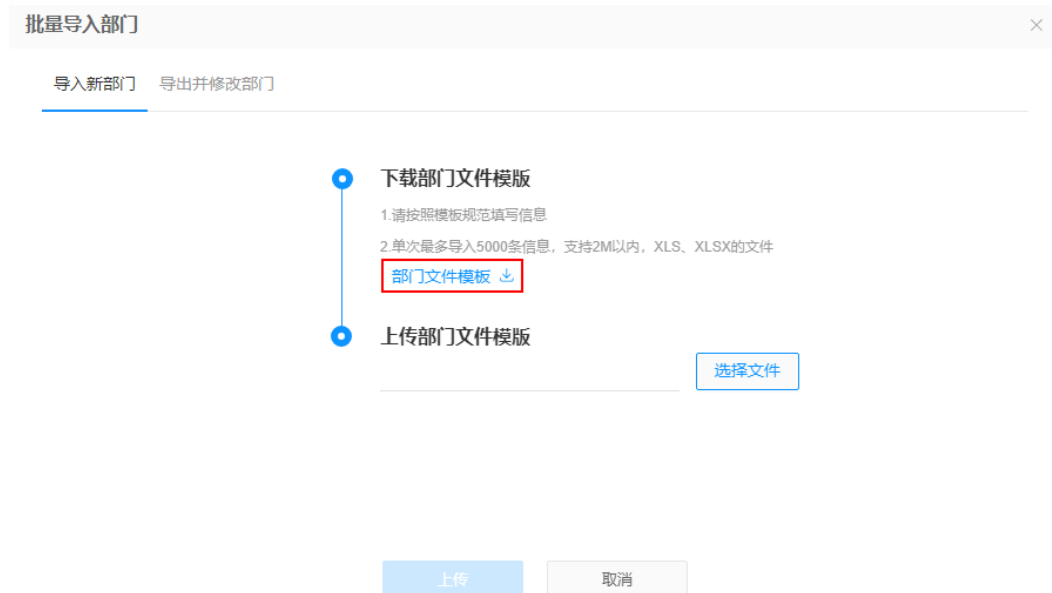 批量导入部门
导入新部门 导出并修改部门
下载部门文件模版
1.请按照模板规范填写信息
2.单次最多导入5000条信息，支持2M以内，XLS、XLSX的文件
部门文件模板
上传部门文件模版
选择文件
上传 取消